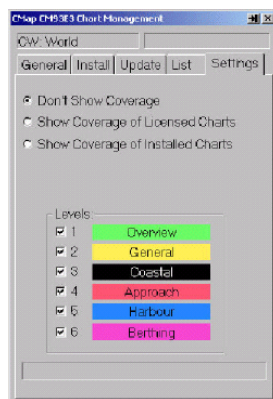 CMap CM93E3 Chart Management
CW: World
General Install Update List Settings
Don't Show Coverage
Show Coverage of Licensed Charts
Show Coverage of Installed Charts
Levels:
1 Overview
2 General
3 Coastal
4 Approach
5 Harbour
6 Berthing